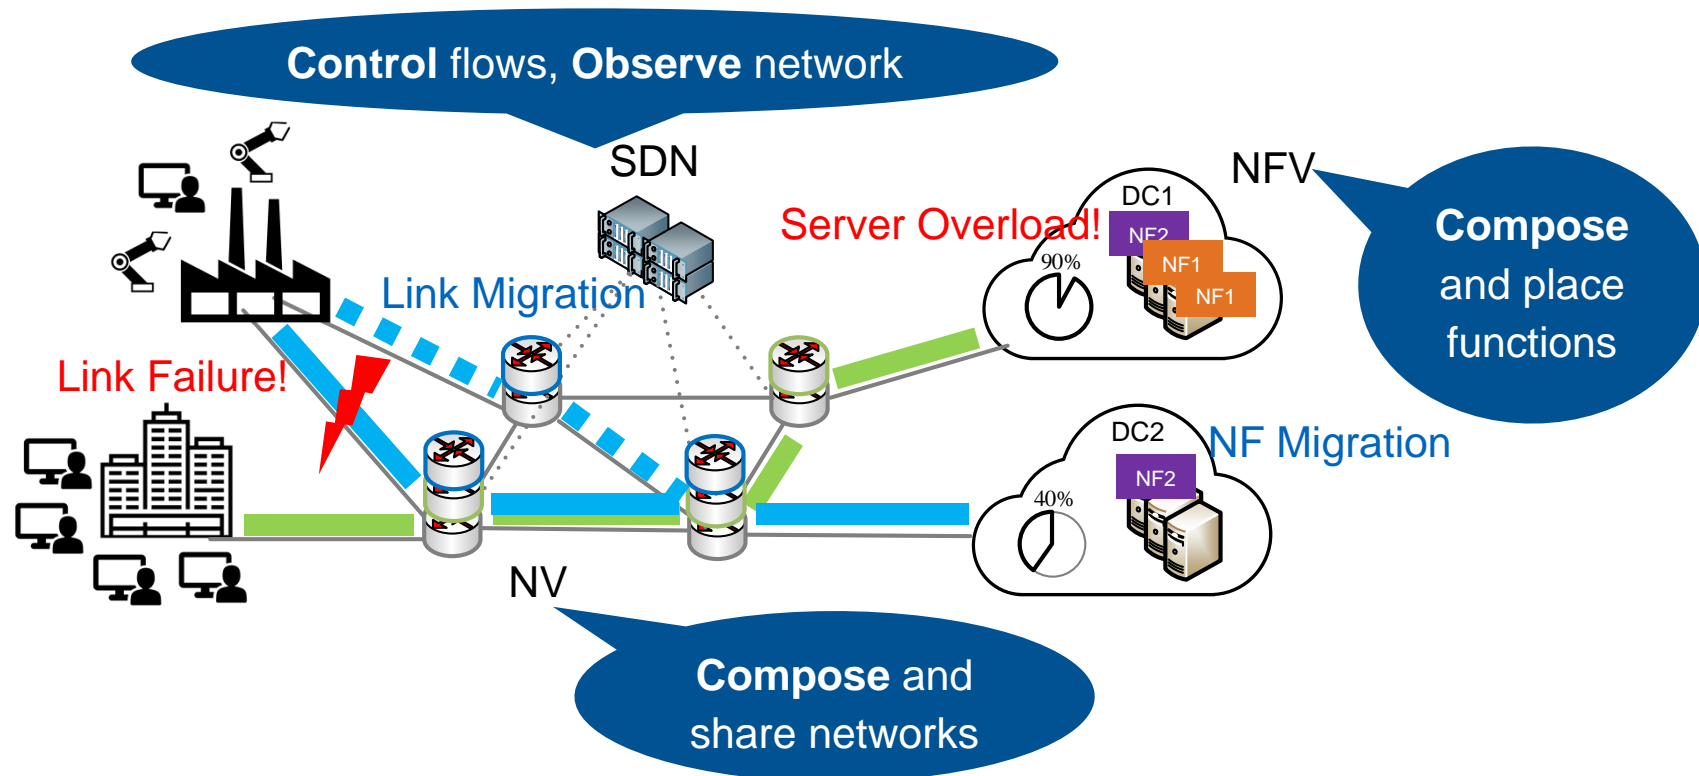 Control flows, Observe network
SDN
NFV
DC1
Server Overload!
NF2
90%
NF1
NF1
Compose
and place
functions
Link Migration
Link Failure!
DC2
NF Migration
NF2
40%
NV
Compose and
share networks